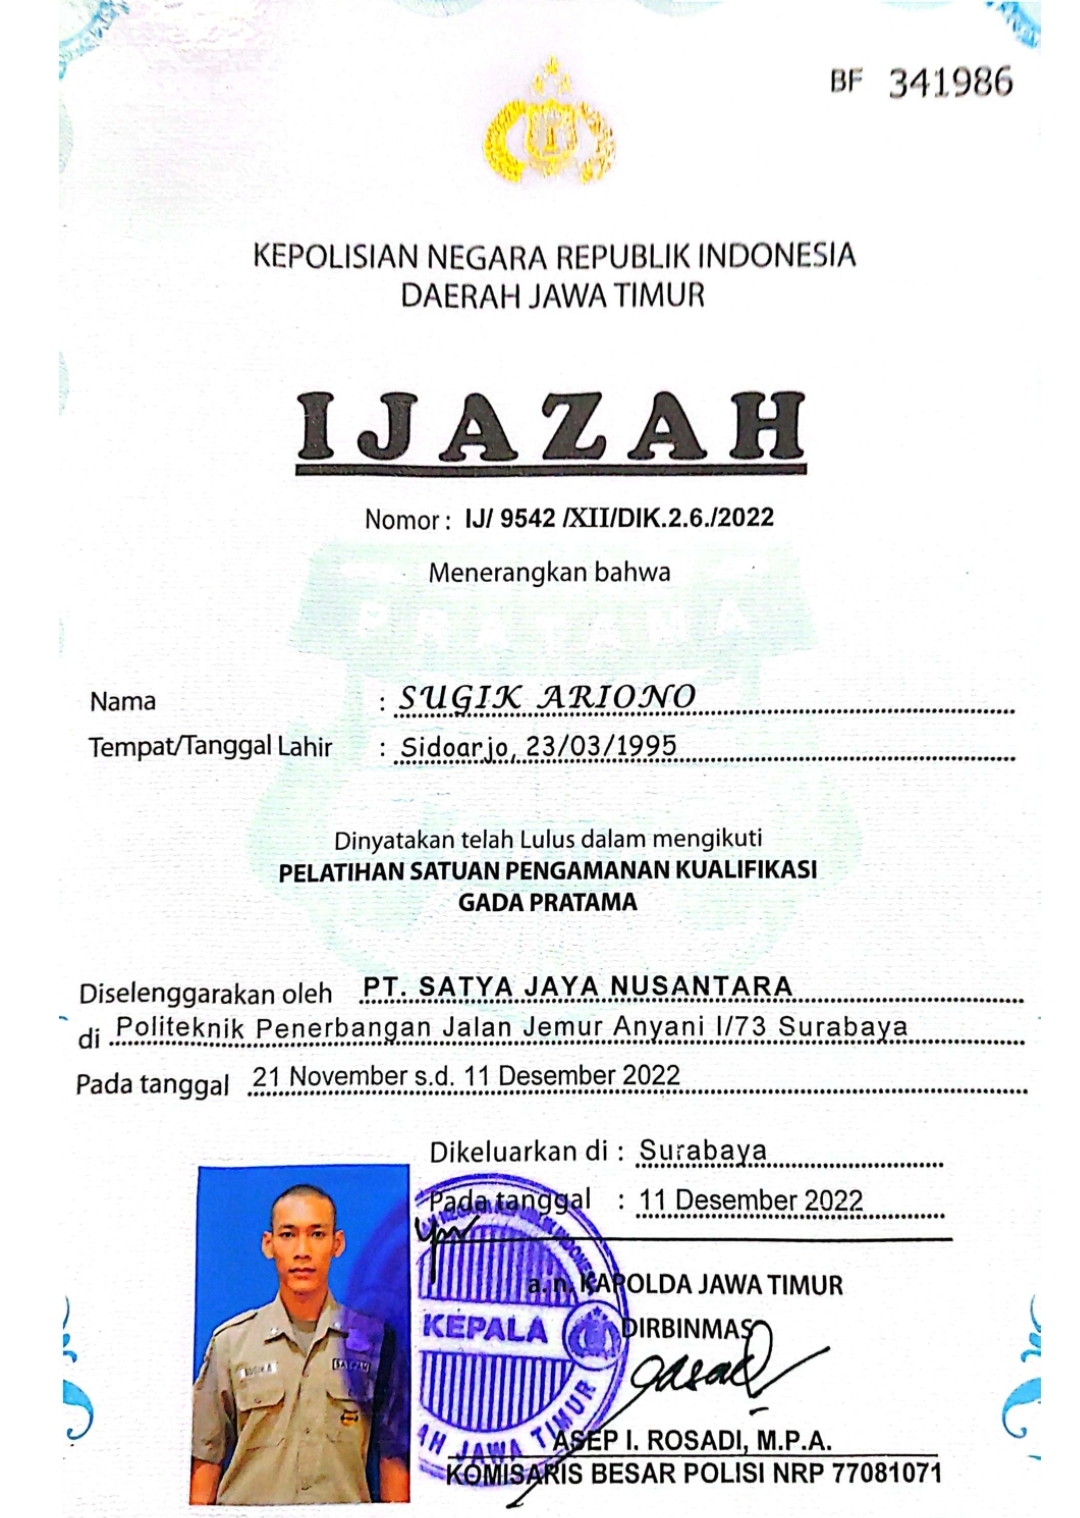 BF 341986
KEPOLISIAN NEGARA REPUBLIK INDONESIA
DAERAH JAWA TIMUR
IJAZAH
Nomor : IJ/ 9542 /XII/DIK.2.6./2022
Menerangkan bahwa
PRATAMA
Nama : SUGIK ARIONO
Tempat/Tanggal Lahir : Sidoarjo, 23/03/1995
Dinyatakan telah Lulus dalam mengikuti
PELATIHAN SATUAN PENGAMANAN KUALIFIKASI
GADA PRATAMA
Diselenggarakan oleh PT. SATYA JAYA NUSANTARA
di Politeknik Penerbangan Jalan Jemur Anyani I/73 Surabaya
Pada tanggal 21 November s.d. 11 Desember 2022
Dikeluarkan di : Surabaya
Pada tanggal : 11 Desember 2022
a. n. KAPOLDA JAWA TIMUR
KEPALA
DIRBINMAS
JAWA TIMUR
SATPAM
ASEP I. ROSADI, M.P.A.
KOMISARIS BESAR POLISI NRP 77081071